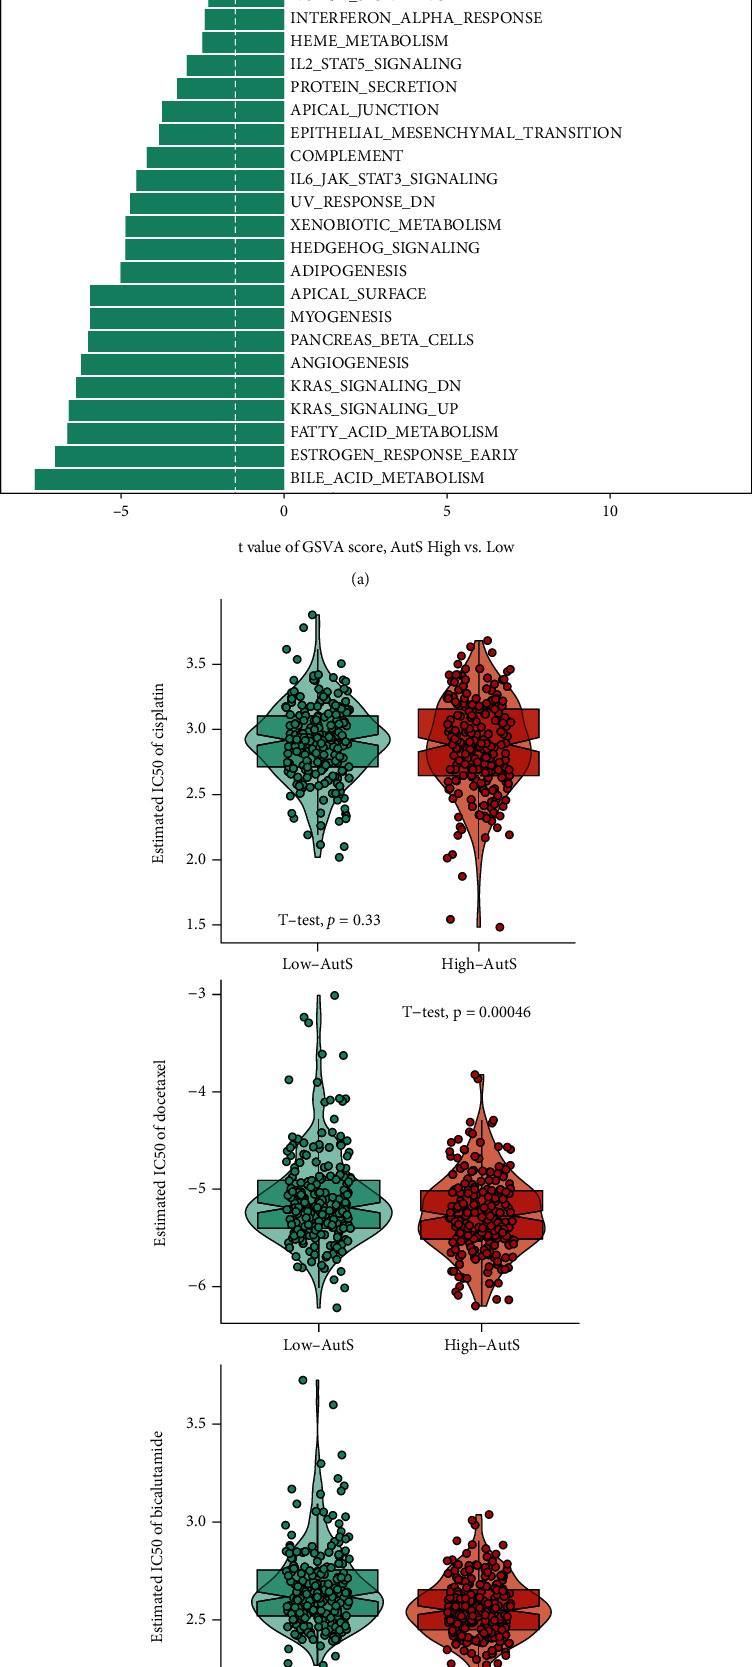 INTERFERON_ALPHA_RESPONSE
HEME_METABOLISM
IL2_STAT5_SIGNALING
PROTEIN_SECRETION
APICAL_JUNCTION
EPITHELIAL_MESENCHYMAL_TRANSITION
COMPLEMENT
IL6_JAK_STAT3_SIGNALING
UV_RESPONSE_DN
XENOBIOTIC_METABOLISM
HEDGEHOG_SIGNALING
ADIPOGENESIS
APICAL_SURFACE
MYOGENESIS
PANCREAS_BETA_CELLS
ANGIOGENESIS
KRAS_SIGNALING_DN
KRAS_SIGNALING_UP
FATTY_ACID_METABOLISM
ESTROGEN_RESPONSE_EARLY
BILE_ACID_METABOLISM
−5 0 5 10
t value of GSVA score, AutS High vs. Low
(a)
Estimated IC50 of cisplatin
3.5
3.0
2.5
2.0
1.5
T−test, p = 0.33
Low−AutS High−AutS
Estimated IC50 of docetaxel
−3
−4
−5
−6
T−test, p = 0.00046
Low−AutS High−AutS
Estimated IC50 of bicalutamide
3.5
3.0
2.5